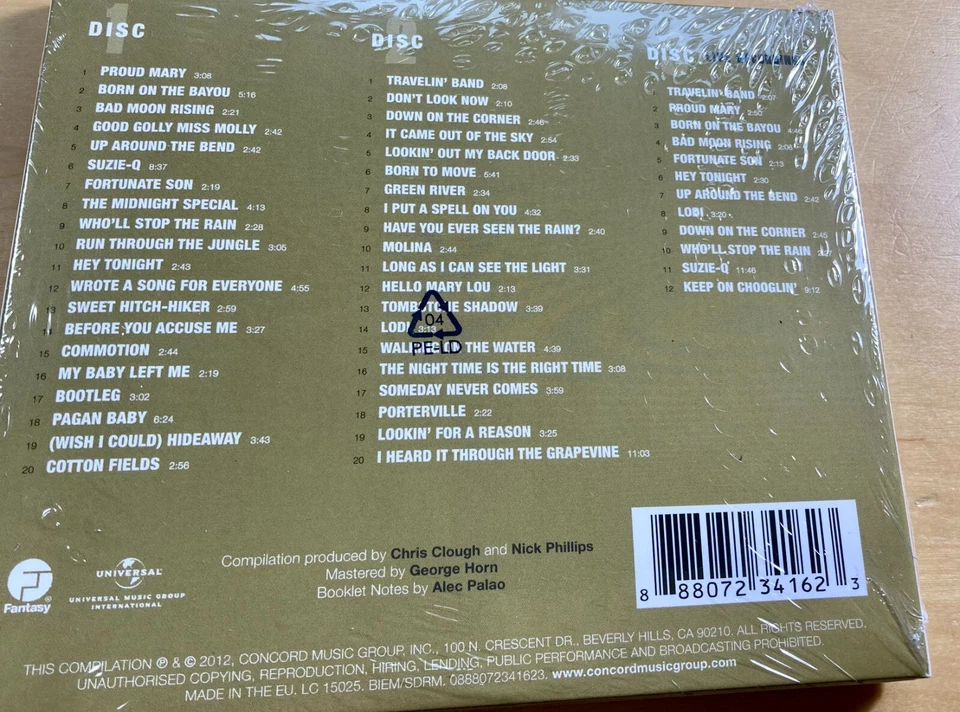 DISC 1
1 PROUD MARY 3:08
2 BORN ON THE BAYOU 5:16
3 BAD MOON RISING 2:21
4 GOOD GOLLY MISS MOLLY 2:42
5 UP AROUND THE BEND 2:42
6 SUZIE-Q 8:37
7 FORTUNATE SON 2:19
8 THE MIDNIGHT SPECIAL 4:13
9 WHO'LL STOP THE RAIN 2:28
10 RUN THROUGH THE JUNGLE 3:05
11 HEY TONIGHT 2:43
12 WROTE A SONG FOR EVERYONE 4:55
13 SWEET HITCH-HIKER 2:59
14 BEFORE YOU ACCUSE ME 3:27
15 COMMOTION 2:44
16 MY BABY LEFT ME 2:19
17 BOOTLEG 3:02
18 PAGAN BABY 6:24
19 (WISH I COULD) HIDEAWAY 3:43
20 COTTON FIELDS 2:56
DISC 2
1 TRAVELIN' BAND 2:08
2 DON'T LOOK NOW 2:10
3 DOWN ON THE CORNER 2:46
4 IT CAME OUT OF THE SKY 2:54
5 LOOKIN' OUT MY BACK DOOR 2:33
6 BORN TO MOVE 5:41
7 GREEN RIVER 2:34
8 I PUT A SPELL ON YOU 4:32
9 HAVE YOU EVER SEEN THE RAIN? 2:40
10 MOLINA 2:44
11 LONG AS I CAN SEE THE LIGHT 3:31
12 HELLO MARY LOU 2:13
13 TOMBSTONE SHADOW 3:39
14 LODI 3:13
15 WALKING ON THE WATER 4:39
16 THE NIGHT TIME IS THE RIGHT TIME 3:08
17 SOMEDAY NEVER COMES 3:59
18 PORTERVILLE 2:22
19 LOOKIN' FOR A REASON 3:25
20 I HEARD IT THROUGH THE GRAPEVINE 11:03
04
PE-LD
DISC
TRAVELIN' BAND 2:07
2 PROUD MARY 2:50
3 BORN ON THE BAYOU 4:46
4 BAD MOON RISING 2:06
5 FORTUNATE SON 2:13
6 HEY TONIGHT 2:30
7 UP AROUND THE BEND 2:42
8 LODI 3:20
9 DOWN ON THE CORNER 2:45
10 WHO'LL STOP THE RAIN
11 SUZIE-Q 11:46
12 KEEP ON CHOOGLIN' 9:12
Compilation produced by Chris Clough and Nick Phillips
Mastered by George Horn
Booklet Notes by Alec Palao
Fantasy
UNIVERSAL
UNIVERSAL MUSIC GROUP
INTERNATIONAL
8 88072 34162 3
THIS COMPILATION ℗ & © 2012, CONCORD MUSIC GROUP, INC., 100 N. CRESCENT DR., BEVERLY HILLS, CA 90210. ALL RIGHTS RESERVED.
UNAUTHORISED COPYING, REPRODUCTION, HIRING, LENDING, PUBLIC PERFORMANCE AND BROADCASTING PROHIBITED.
MADE IN THE EU. LC 15025. BIEM/SDRM. 0888072341623. www.concordmusicgroup.com